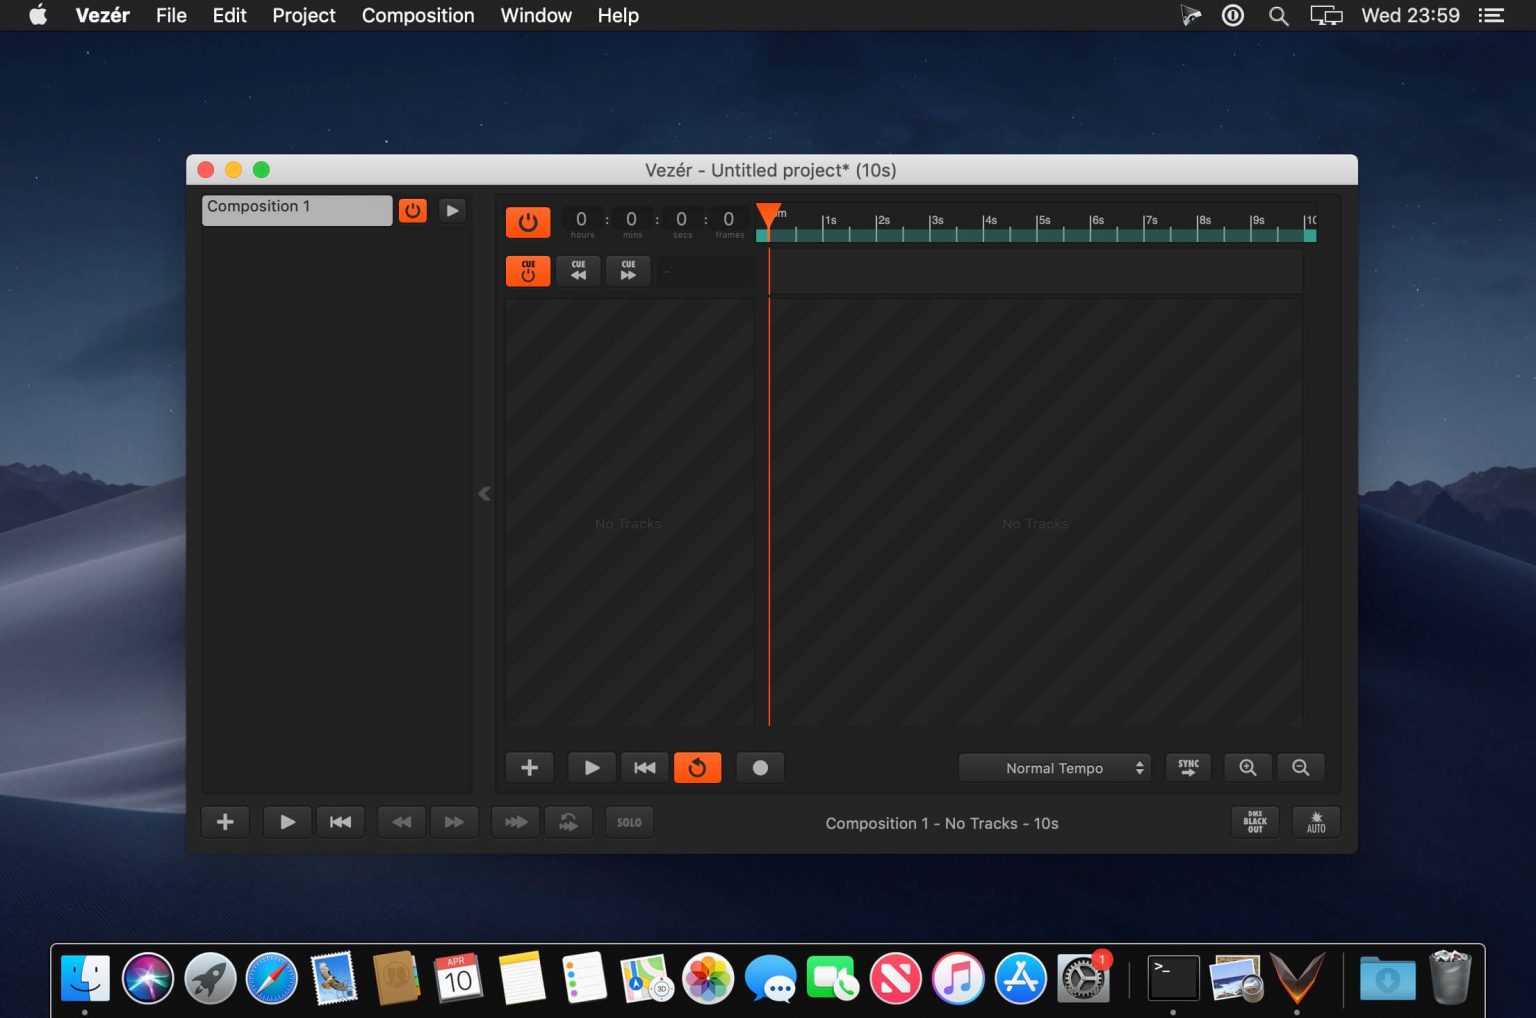 Vezér File Edit Project Composition Window Help Wed 23:59
Vezér - Untitled project* (10s)
Composition 1
0 : 0 : 0 : 0
hours mins secs frames
m 1s 2s 3s 4s 5s 6s 7s 8s 9s 10
CUE CUE CUE -
No Tracks No Tracks
Normal Tempo SYNC
SOLO Composition 1 - No Tracks - 10s DMX BLACK OUT AUTO
APR
10
3D
1
>_